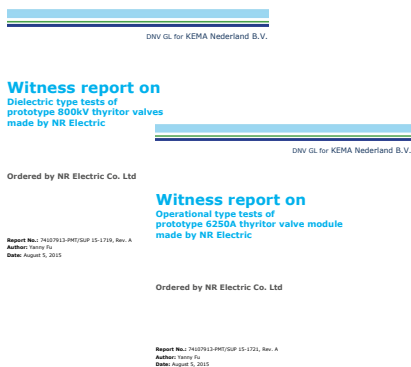 DNV GL for KEMA Nederland B.V.
Witness report on
Dielectric type tests of
prototype 800kV thyritor valves
made by NR Electric
Ordered by NR Electric Co. Ltd
Report No.: 74107913-PMT/SUP 15-1719, Rev. A
Author: Yanny Fu
Date: August 5, 2015
DNV GL for KEMA Nederland B.V.
Witness report on
Operational type tests of
prototype 6250A thyritor valve module
made by NR Electric
Ordered by NR Electric Co. Ltd
Report No.: 74107913-PMT/SUP 15-1721, Rev. A
Author: Yanny Fu
Date: August 5, 2015